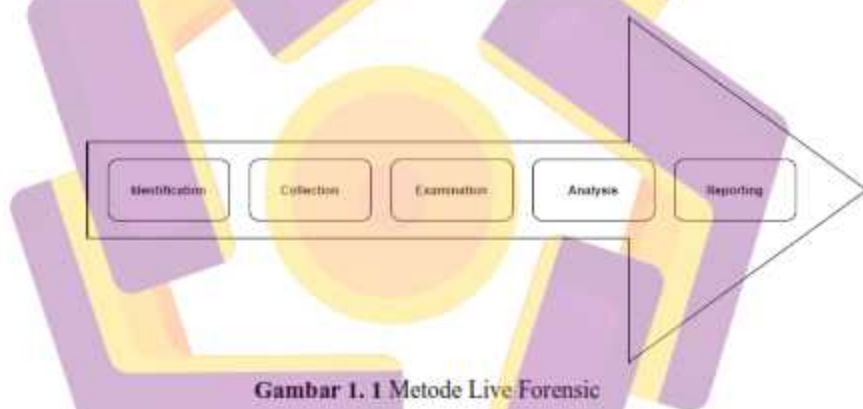 Identification Collection Examination Analysis Reporting
Gambar 1. 1 Metode Live Forensic